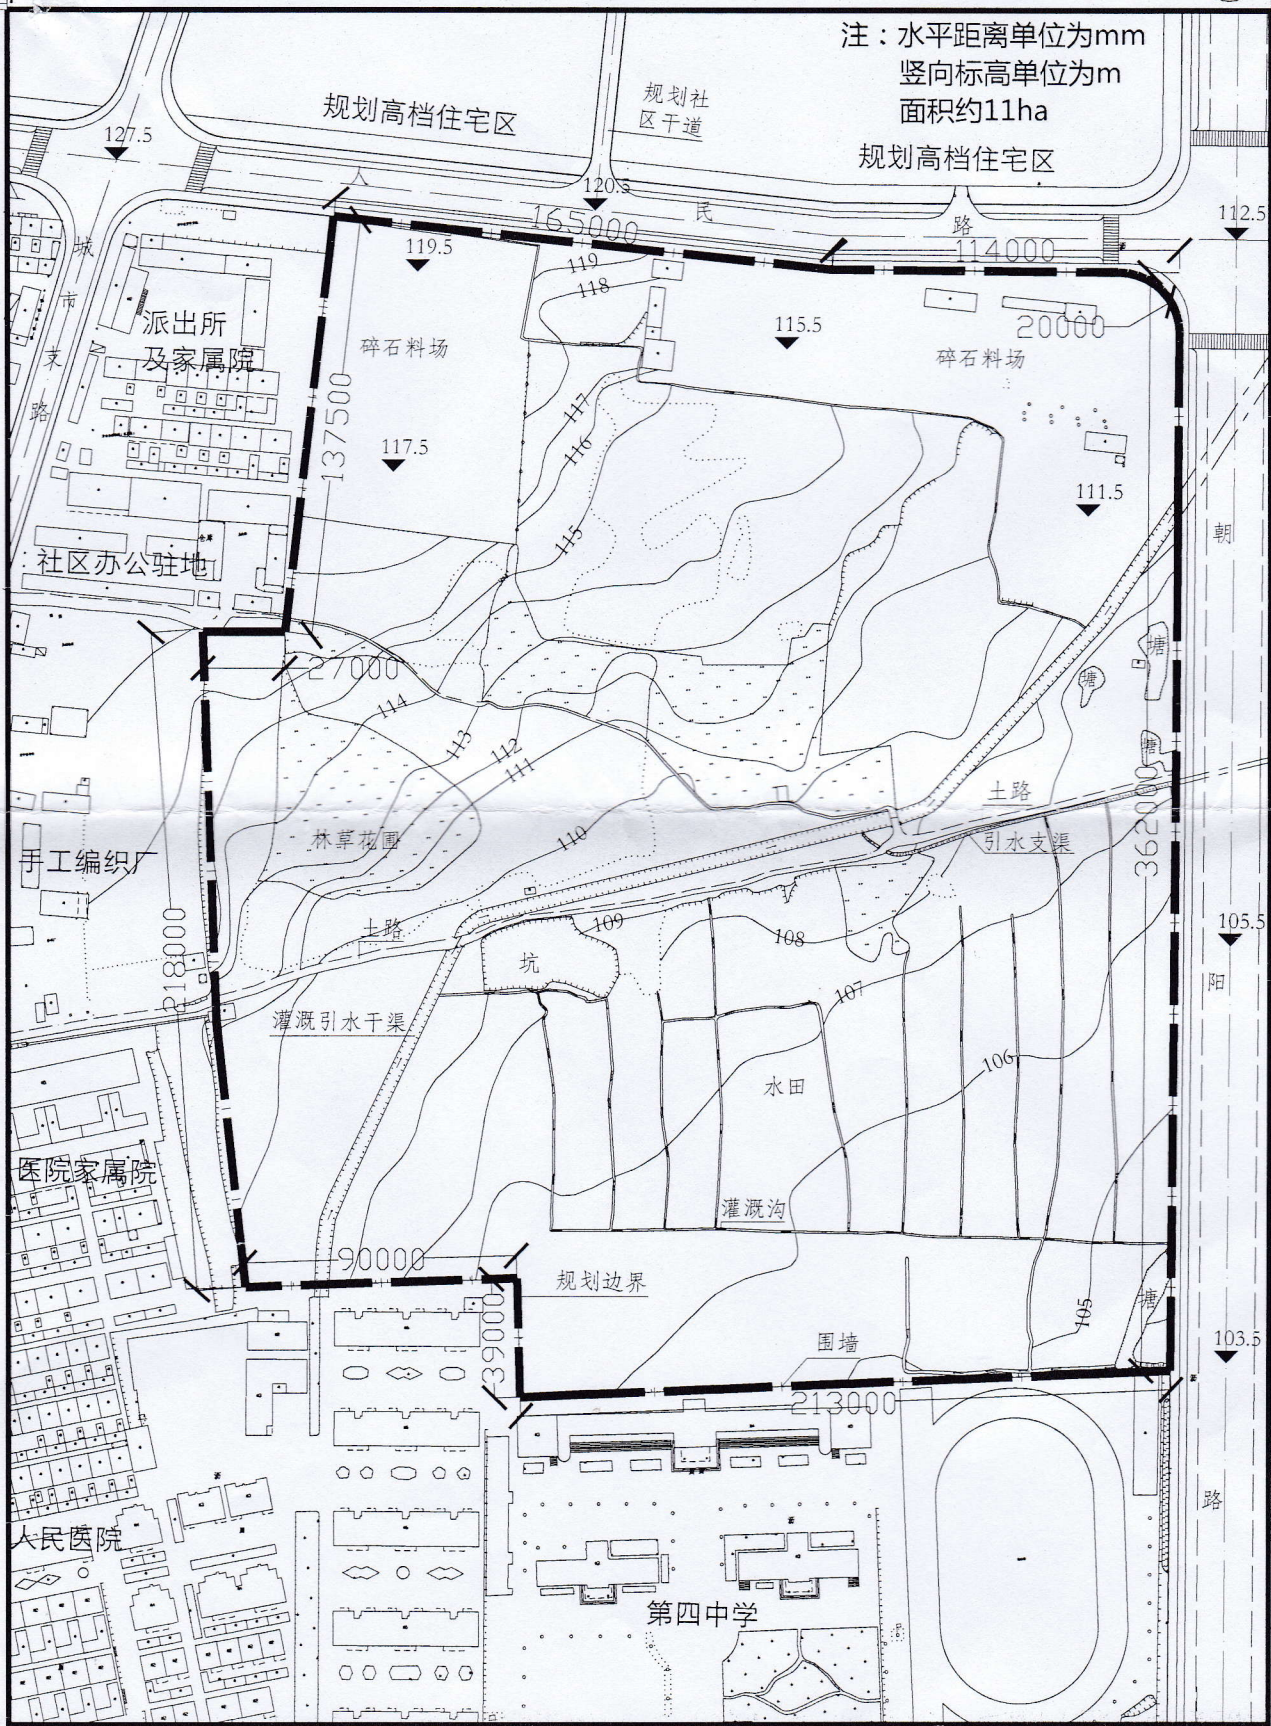 注：水平距离单位为mm
竖向标高单位为m
面积约11ha
规划高档住宅区
规划社
区干道
规划高档住宅区
127.5
人
120.5
民
路
112.5
165000
114000
119.5
119
118
城
市
支
路
派出所
及家属院
碎石料场
115.5
20000
碎石料场
137500
117
116
117.5
115
111.5
朝
仓库
社区办公驻地
27000
塘
塘
塘
114
113
112
111
110
土路
引水支渠
362000
林草花圃
手工编织厂
土路
109
108
105.5
218000
坑
107
阳
灌溉引水干渠
106
水田
医院家属院
灌溉沟
90000
规划边界
39000
105
塘
围墙
103.5
213000
路
人民医院
第四中学